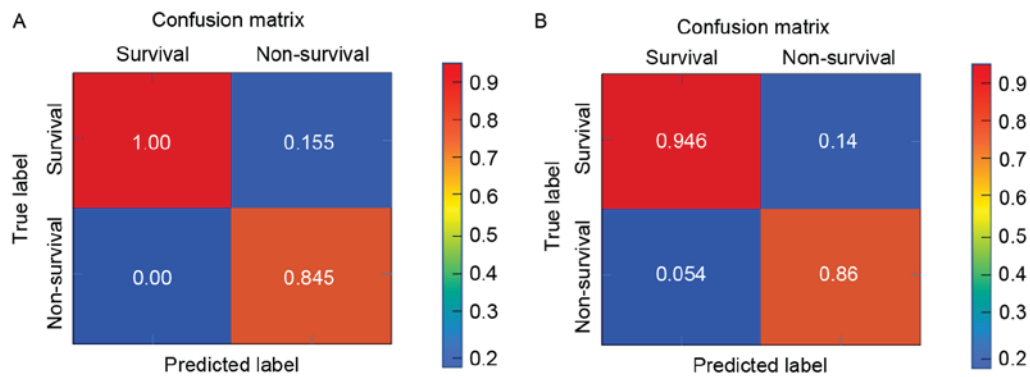 A
Confusion matrix
Survival Non-survival
True label
Survival
Non-survival
1.00 0.155
0.00 0.845
Predicted label
0.9
0.8
0.7
0.6
0.5
0.4
0.3
0.2
B
Confusion matrix
Survival Non-survival
True label
Survival
Non-survival
0.946 0.14
0.054 0.86
Predicted label
0.9
0.8
0.7
0.6
0.5
0.4
0.3
0.2